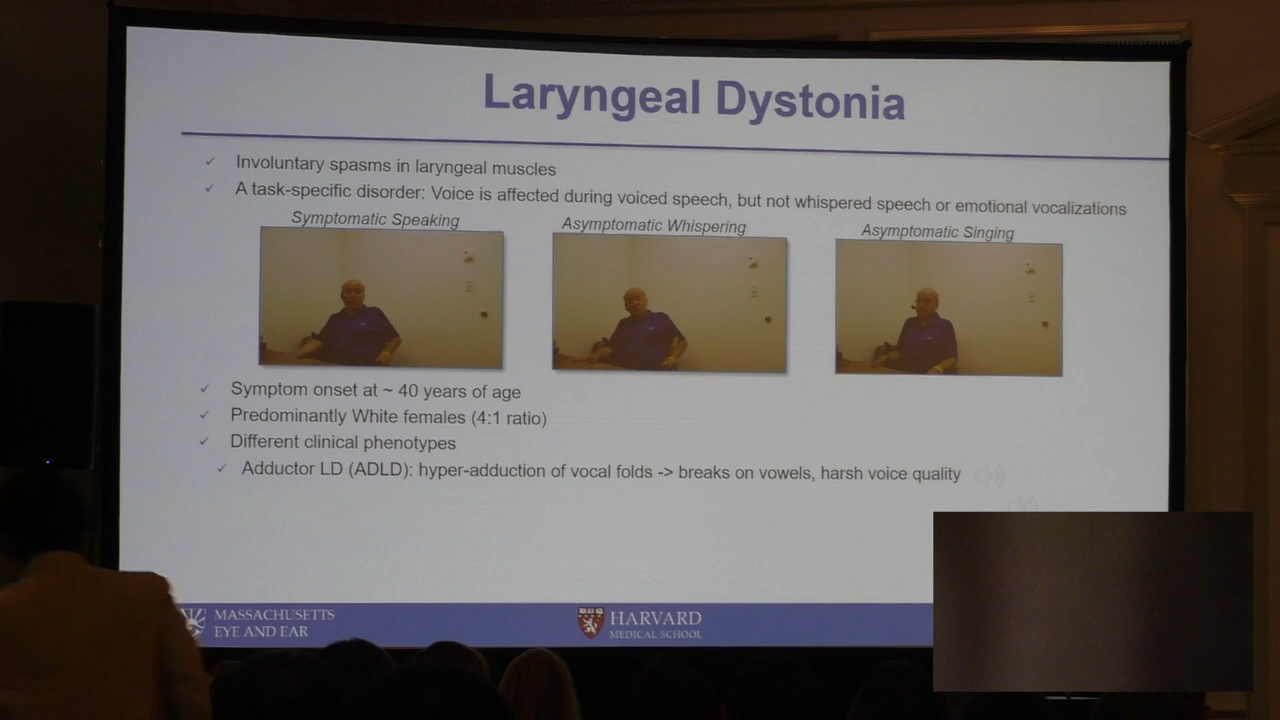 Laryngeal Dystonia
✓ Involuntary spasms in laryngeal muscles
✓ A task-specific disorder: Voice is affected during voiced speech, but not whispered speech or emotional vocalizations
Symptomatic Speaking
Asymptomatic Whispering
Asymptomatic Singing
✓ Symptom onset at ~ 40 years of age
✓ Predominantly White females (4:1 ratio)
✓ Different clinical phenotypes
✓ Adductor LD (ADLD): hyper-adduction of vocal folds -> breaks on vowels, harsh voice quality
MASSACHUSETTS
EYE AND EAR
HARVARD
MEDICAL SCHOOL